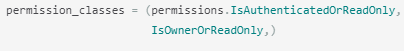 permission_classes = (permissions.IsAuthenticatedOrReadOnly,
                      IsOwnerOrReadOnly,)